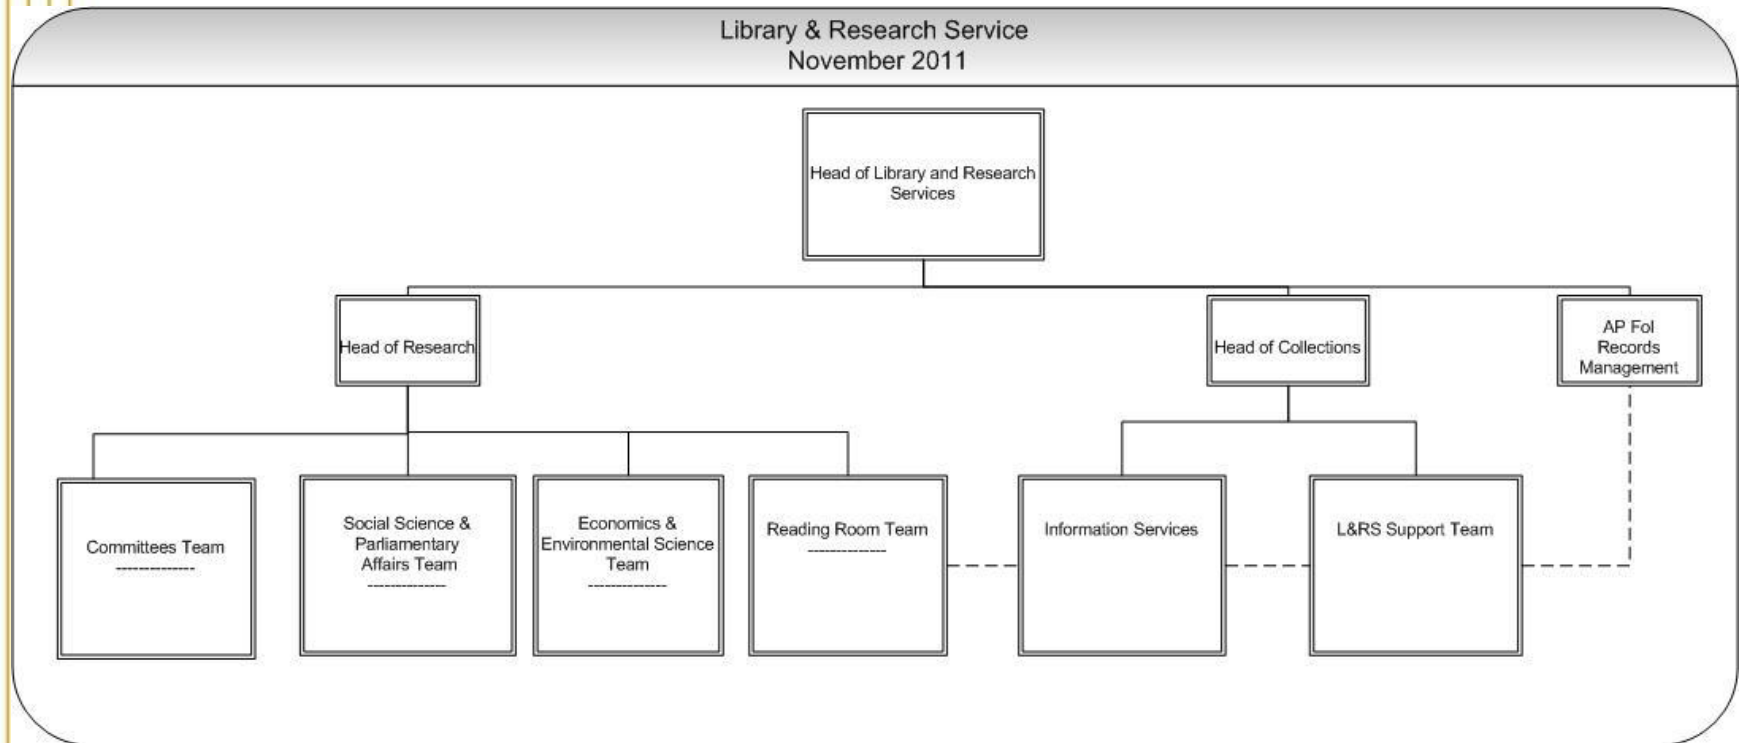 Library & Research Service
November 2011
Head of Library and Research
Services
Head of Research
Head of Collections
AP FoI
Records
Management
Committees Team
--------------
Social Science &
Parliamentary
Affairs Team
--------------
Economics &
Environmental Science
Team
--------------
Reading Room Team
--------------
Information Services
L&RS Support Team